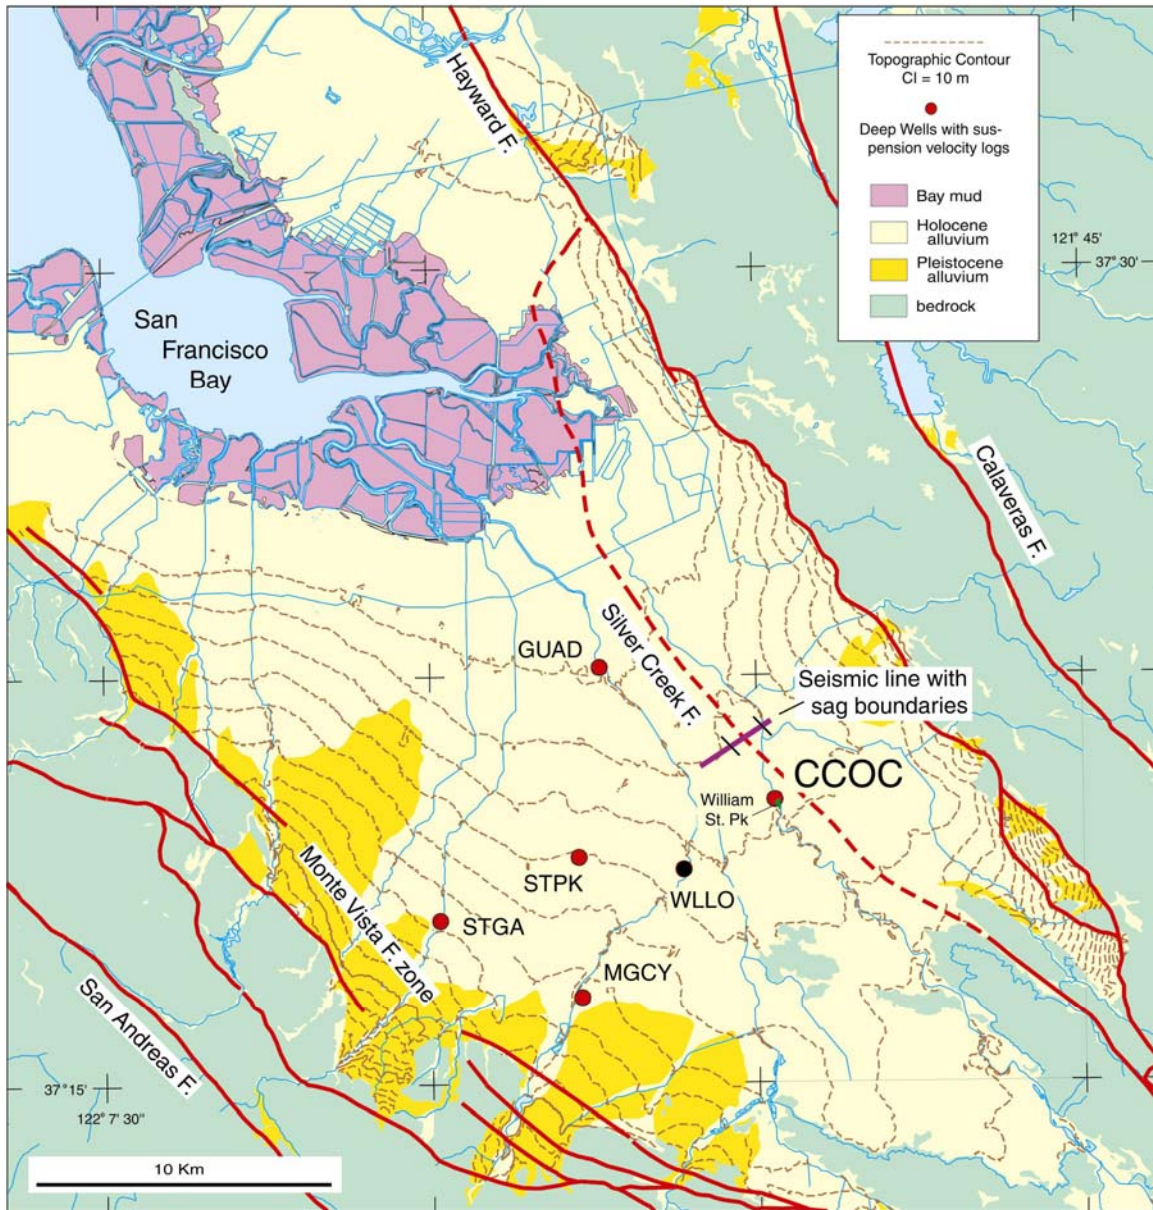 Topographic Contour
CI = 10 m
Deep Wells with sus-
pension velocity logs
Bay mud
Holocene
alluvium
Pleistocene
alluvium
bedrock
Hayward F.
121° 45'
37° 30'
San
Francisco
Bay
Calaveras F.
Silver Creek F.
GUAD
Seismic line with
sag boundaries
CCOC
William
St. Pk
STPK
WLLO
STGA
Monte Vista F. zone
MGCY
San Andreas F.
37° 15'
122° 7' 30"
10 Km